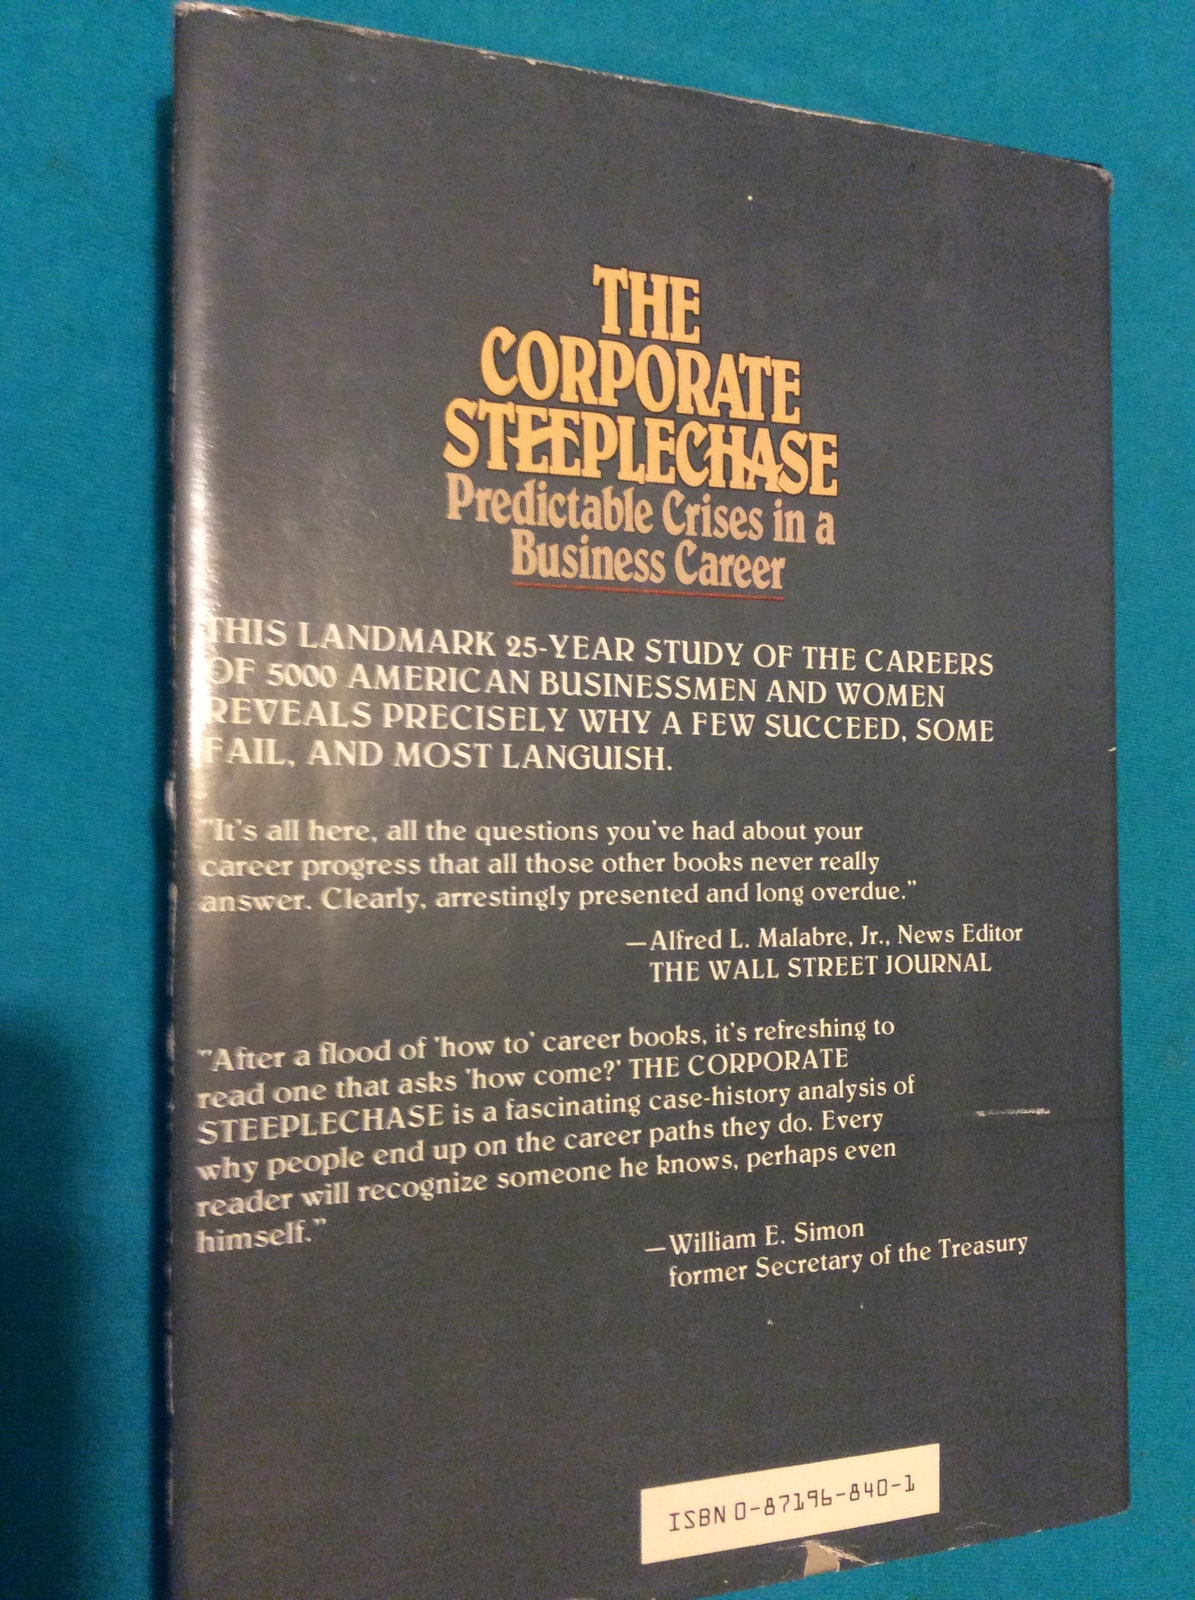 THE
CORPORATE
STEEPLECHASE
Predictable Crises in a
Business Career
THIS LANDMARK 25-YEAR STUDY OF THE CAREERS
OF 5000 AMERICAN BUSINESSMEN AND WOMEN
REVEALS PRECISELY WHY A FEW SUCCEED, SOME
FAIL, AND MOST LANGUISH.
"It's all here, all the questions you've had about your
career progress that all those other books never really
answer. Clearly, arrestingly presented and long overdue."
—Alfred L. Malabre, Jr., News Editor
THE WALL STREET JOURNAL
"After a flood of 'how to' career books, it's refreshing to
read one that asks 'how come?' THE CORPORATE
STEEPLECHASE is a fascinating case-history analysis of
why people end up on the career paths they do. Every
reader will recognize someone he knows, perhaps even
himself."
—William E. Simon
former Secretary of the Treasury
ISBN 0-87196-840-1